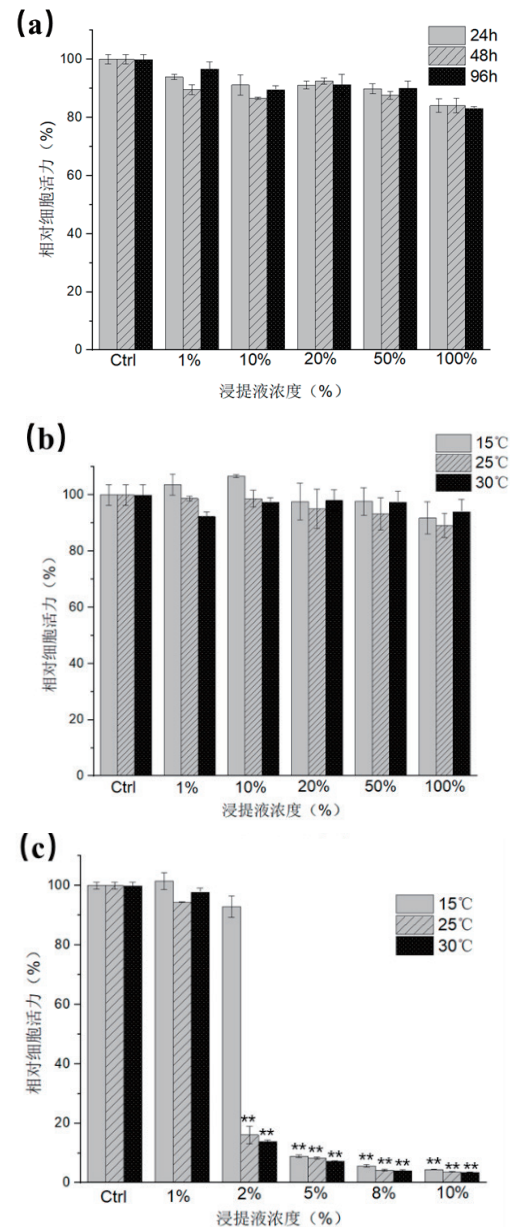 (a)
24h
48h
96h
100
80
60
40
20
0
相对细胞活力（%）
Ctrl 1% 10% 20% 50% 100%
浸提液浓度（%）
(b)
15℃
25℃
30℃
100
80
60
40
20
0
相对细胞活力（%）
Ctrl 1% 10% 20% 50% 100%
浸提液浓度（%）
(c)
15℃
25℃
30℃
100
80
60
40
20
0
相对细胞活力（%）
** ** ** ** ** ** ** ** ** ** **
Ctrl 1% 2% 5% 8% 10%
浸提液浓度（%）